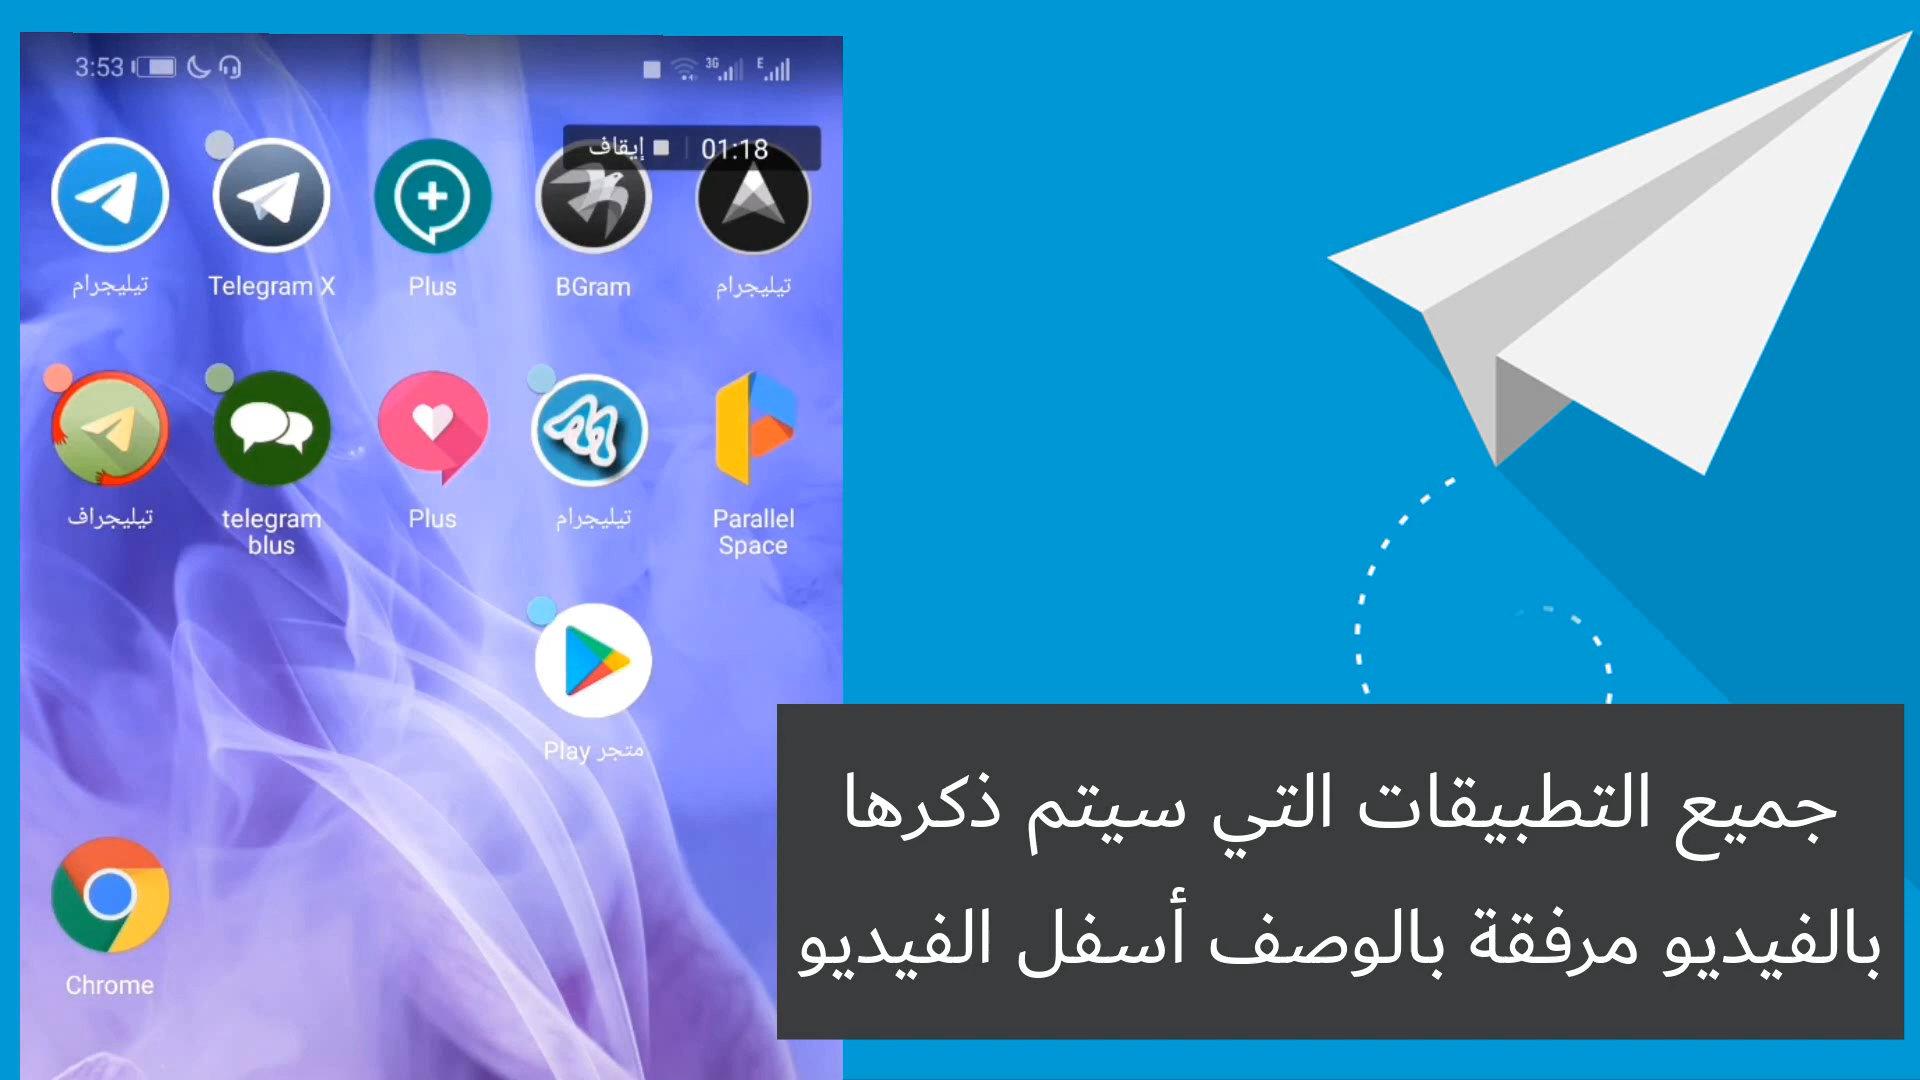 3:53
3G
E
إيقاف
01:18
تيليجرام
Telegram X
Plus
BGram
تيليجرام
تيليجراف
telegram
blus
Plus
تيليجرام
Parallel
Space
متجر Play
Chrome
جميع التطبيقات التي سيتم ذكرها
بالفيديو مرفقة بالوصف أسفل الفيديو